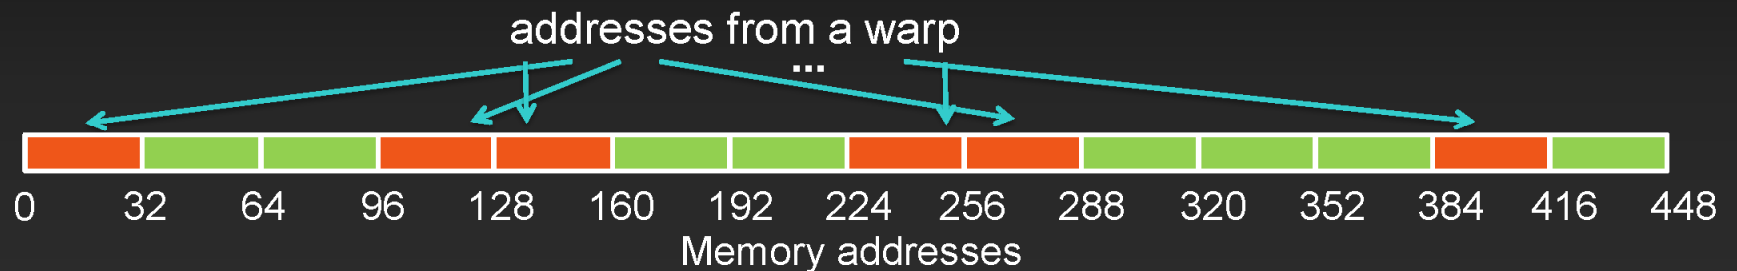 addresses from a warp
...
0 32 64 96 128 160 192 224 256 288 320 352 384 416 448
Memory addresses